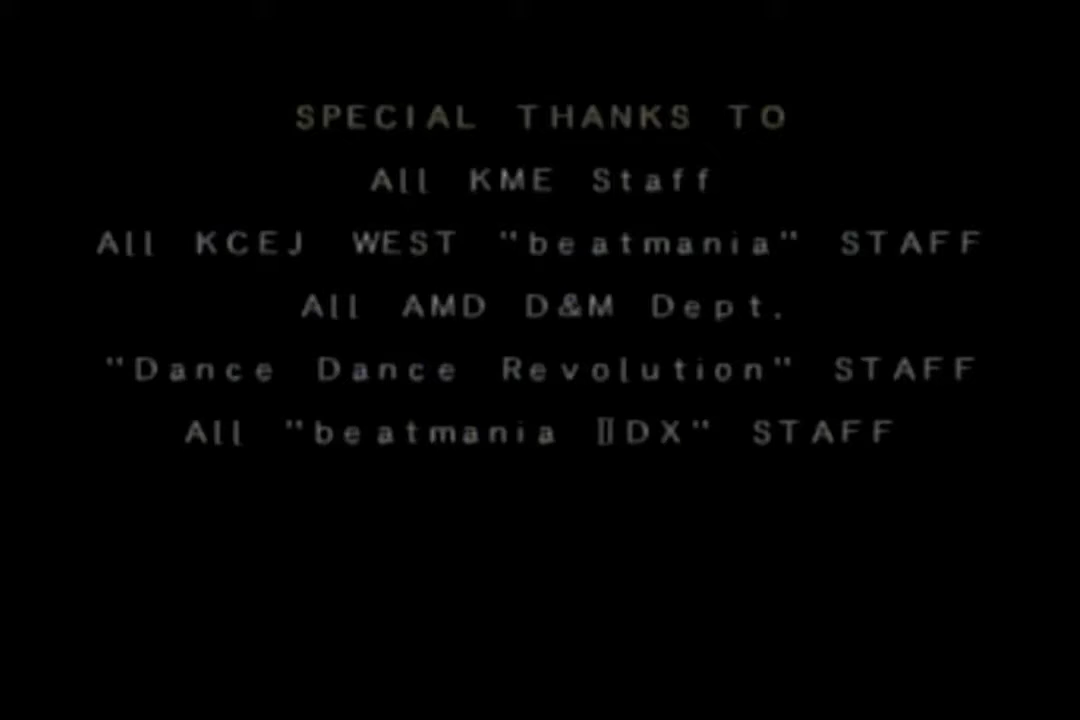 SPECIAL THANKS TO
All KME Staff
All KCEJ WEST "beatmania" STAFF
All AMD D&M Dept.
"Dance Dance Revolution" STAFF
All "beatmania ⅡDX" STAFF